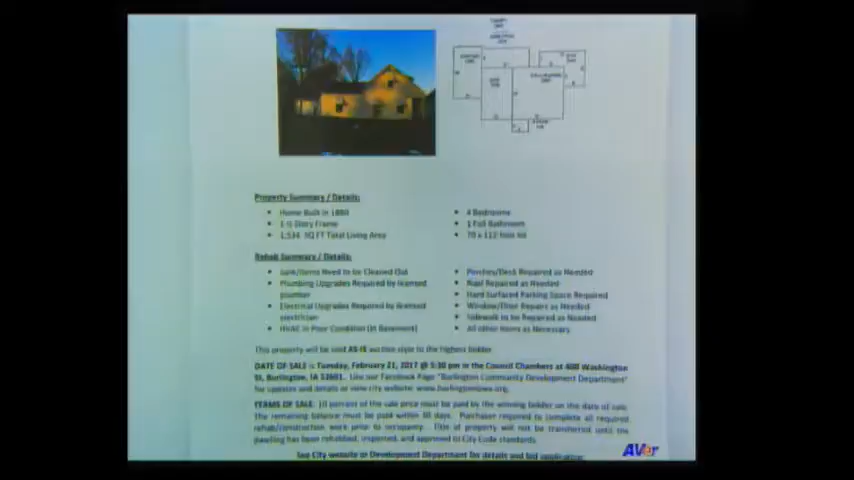 Property Summary / Details:
Home Built in 1880
1 ½ Story Frame
1,534 SQ FT Total Living Area
4 Bedrooms
1 Full Bathroom
70 x 112 foot lot
Rehab Summary / Details:
Junk/Items Need to be Cleaned Out
Plumbing Upgrades Required by licensed
plumber
Electrical Upgrades Required by licensed
electrician
HVAC in Poor Condition (in Basement)
Porches/Deck Repaired as Needed
Roof Repaired as Needed
Hard Surfaced Parking Space Required
Window/Door Repairs as Needed
Sidewalk to be Repaired as Needed
All other Items as Necessary
This property will be sold AS-IS auction style to the highest bidder
DATE OF SALE is Tuesday, February 21, 2017 @ 5:30 pm in the Council Chambers at 400 Washington
St, Burlington, IA 52601. Like our Facebook Page "Burlington Community Development Department"
for updates and details or view city website: www.burlingtoniowa.org.
TERMS OF SALE: 10 percent of the sale price must be paid by the winning bidder on the date of sale.
The remaining balance must be paid within 30 days. Purchaser required to complete all required
rehab/construction work prior to occupancy. Title of property will not be transferred until the
dwelling has been rehabbed, inspected, and approved to City Code standards.
See City website or Development Department for details and bid application
AVer